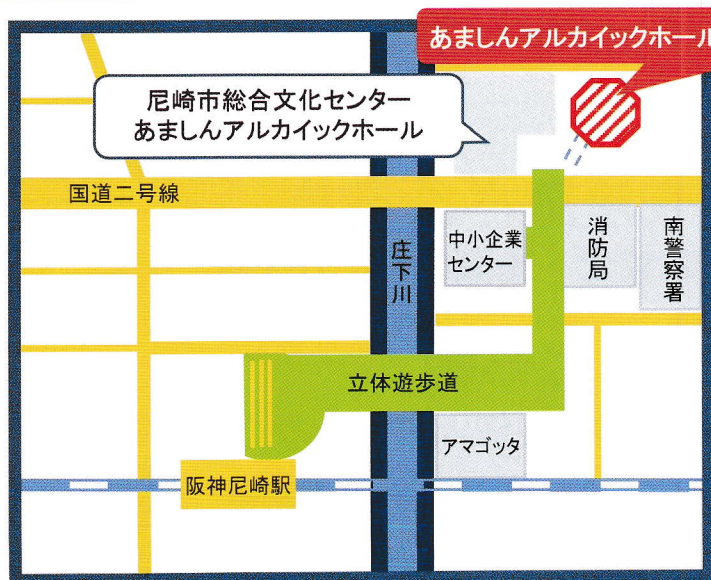 あましんアルカイックホール
尼崎市総合文化センター
あましんアルカイックホール
国道二号線
庄下川
中小企業
センター
消防局
南警察署
立体遊歩道
アマゴッタ
阪神尼崎駅